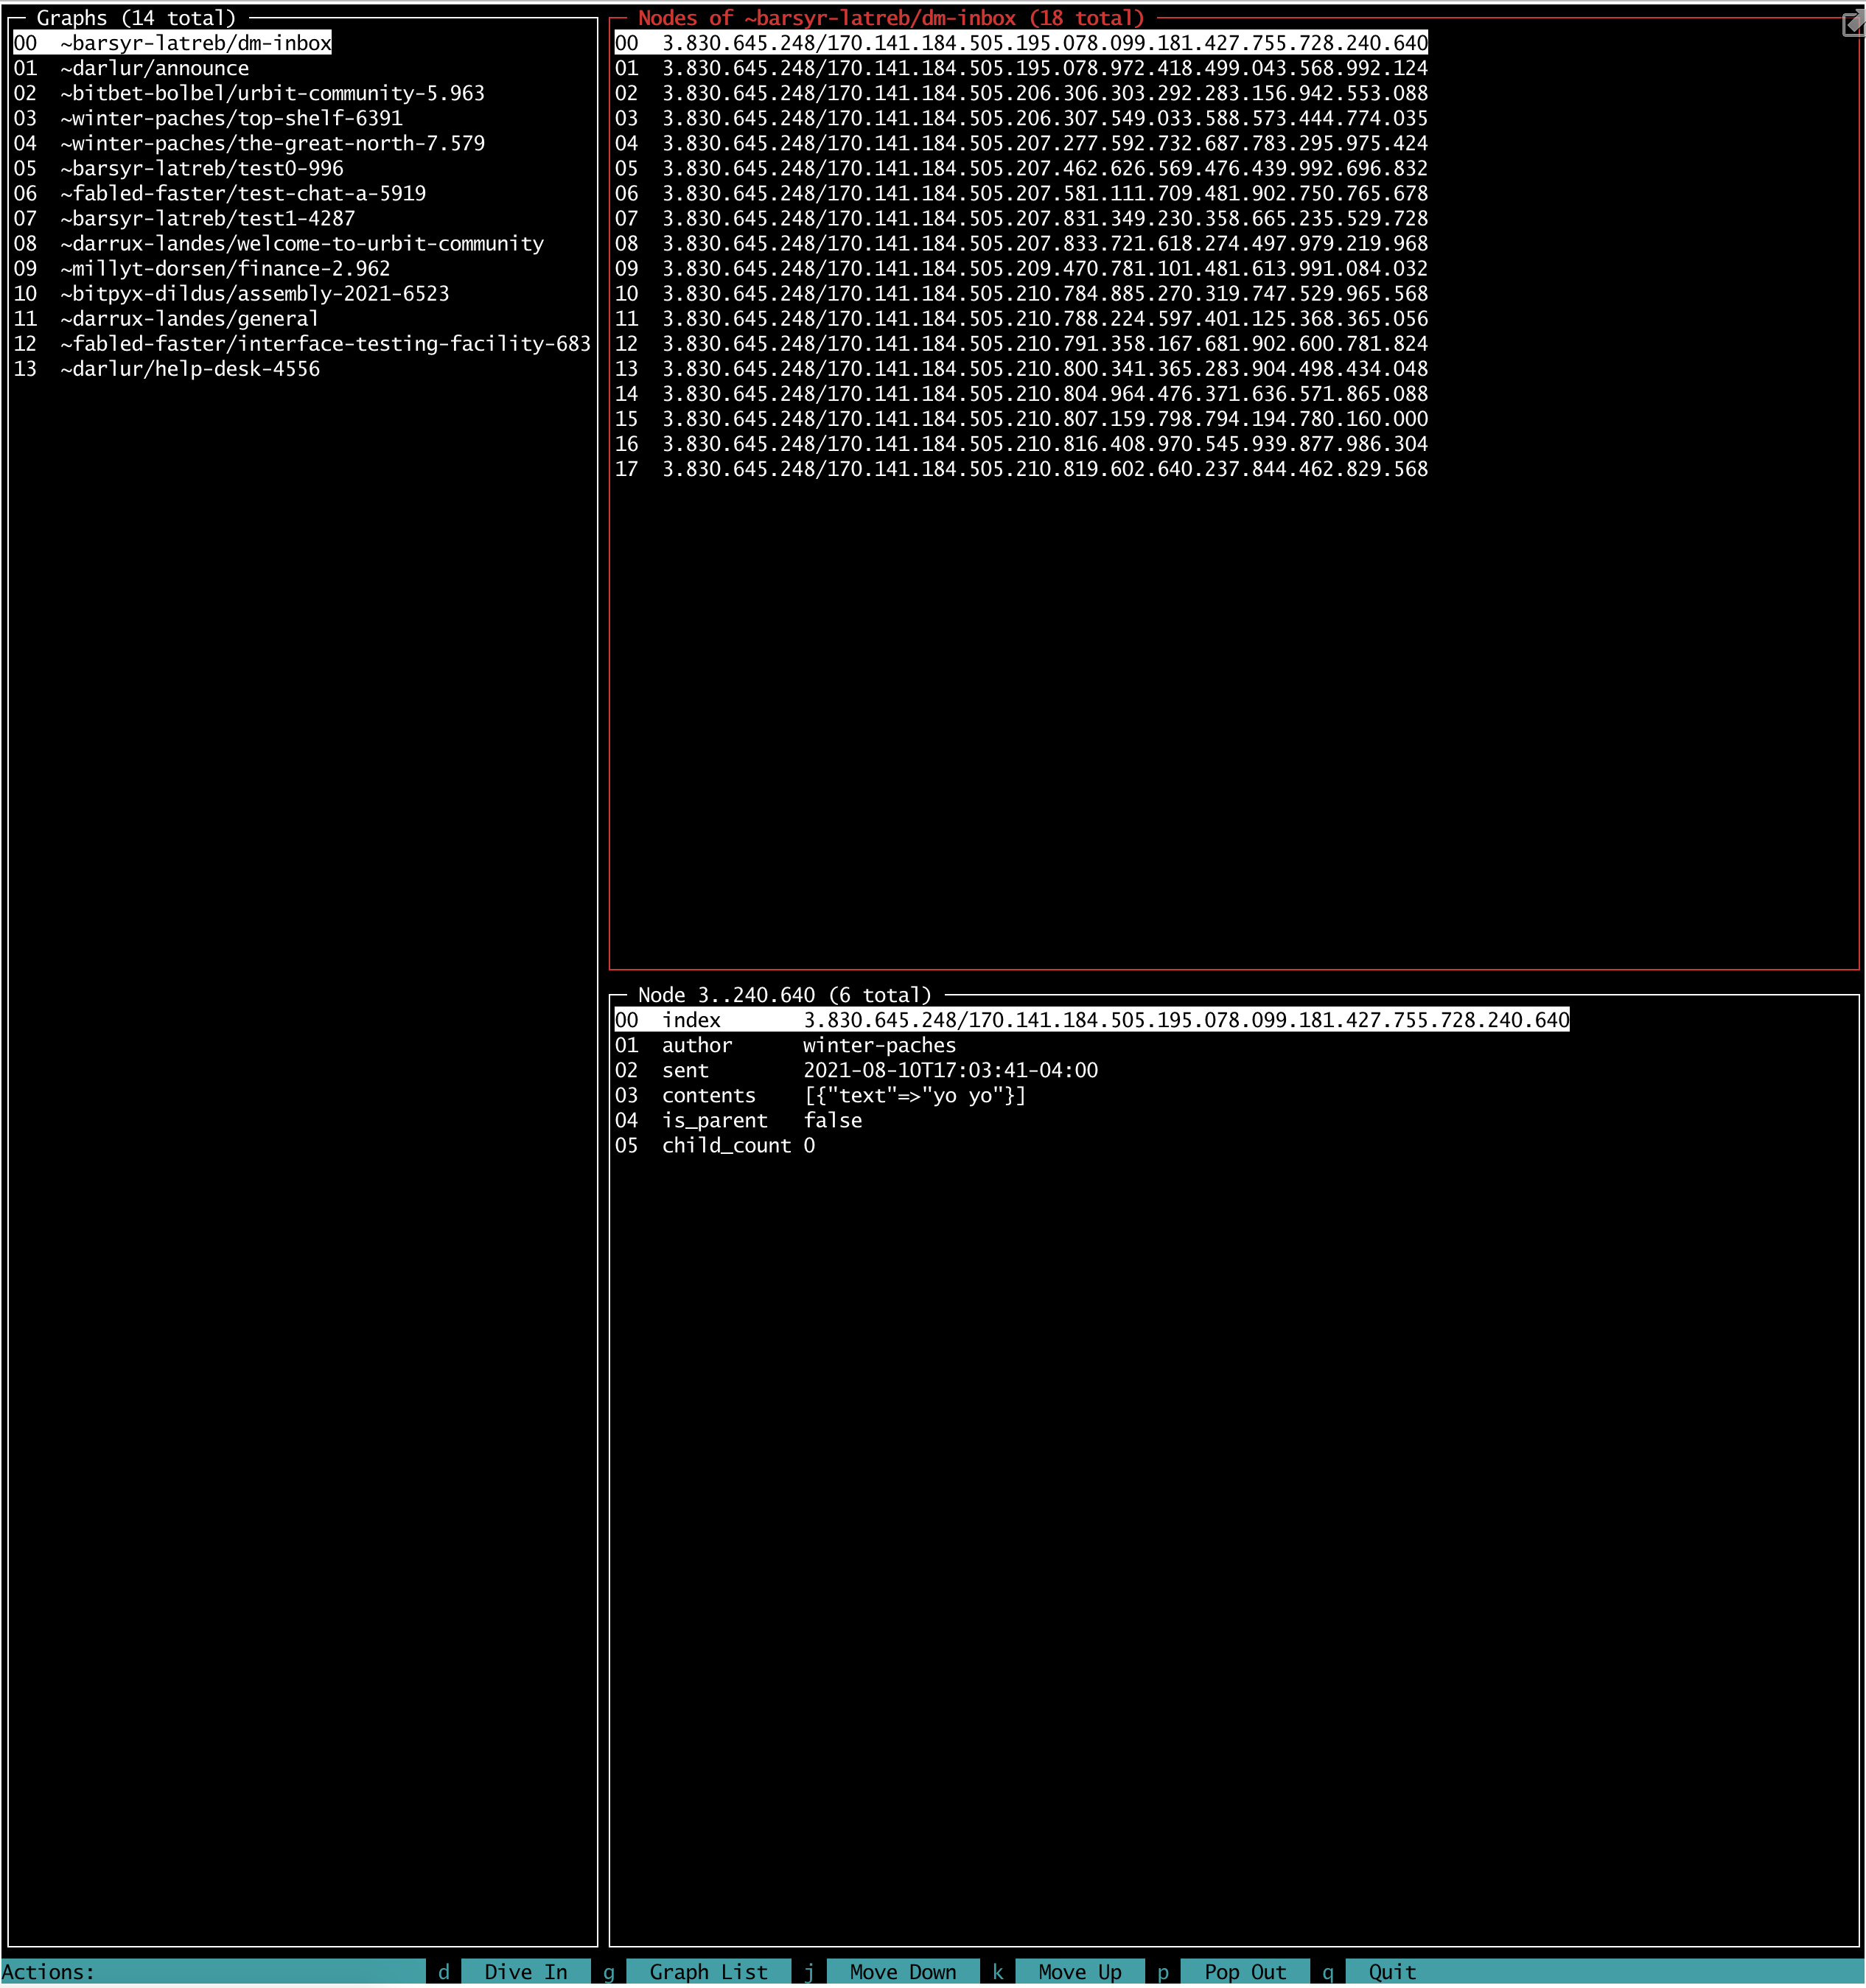 Graphs (14 total)
00 ~barsyr-latreb/dm-inbox
01 ~darlur/announce
02 ~bitbet-bolbel/urbit-community-5.963
03 ~winter-paches/top-shelf-6391
04 ~winter-paches/the-great-north-7.579
05 ~barsyr-latreb/test0-996
06 ~fabled-faster/test-chat-a-5919
07 ~barsyr-latreb/test1-4287
08 ~darrux-landes/welcome-to-urbit-community
09 ~millyt-dorsen/finance-2.962
10 ~bitpyx-dildus/assembly-2021-6523
11 ~darrux-landes/general
12 ~fabled-faster/interface-testing-facility-683
13 ~darlur/help-desk-4556
Nodes of ~barsyr-latreb/dm-inbox (18 total)
00 3.830.645.248/170.141.184.505.195.078.099.181.427.755.728.240.640
01 3.830.645.248/170.141.184.505.195.078.972.418.499.043.568.992.124
02 3.830.645.248/170.141.184.505.206.306.303.292.283.156.942.553.088
03 3.830.645.248/170.141.184.505.206.307.549.033.588.573.444.774.035
04 3.830.645.248/170.141.184.505.207.277.592.732.687.783.295.975.424
05 3.830.645.248/170.141.184.505.207.462.626.569.476.439.992.696.832
06 3.830.645.248/170.141.184.505.207.581.111.709.481.902.750.765.678
07 3.830.645.248/170.141.184.505.207.831.349.230.358.665.235.529.728
08 3.830.645.248/170.141.184.505.207.833.721.618.274.497.979.219.968
09 3.830.645.248/170.141.184.505.209.470.781.101.481.613.991.084.032
10 3.830.645.248/170.141.184.505.210.784.885.270.319.747.529.965.568
11 3.830.645.248/170.141.184.505.210.788.224.597.401.125.368.365.056
12 3.830.645.248/170.141.184.505.210.791.358.167.681.902.600.781.824
13 3.830.645.248/170.141.184.505.210.800.341.365.283.904.498.434.048
14 3.830.645.248/170.141.184.505.210.804.964.476.371.636.571.865.088
15 3.830.645.248/170.141.184.505.210.807.159.798.794.194.780.160.000
16 3.830.645.248/170.141.184.505.210.816.408.970.545.939.877.986.304
17 3.830.645.248/170.141.184.505.210.819.602.640.237.844.462.829.568
Node 3..240.640 (6 total)
00 index 3.830.645.248/170.141.184.505.195.078.099.181.427.755.728.240.640
01 author winter-paches
02 sent 2021-08-10T17:03:41-04:00
03 contents [{"text"=>"yo yo"}]
04 is_parent false
05 child_count 0
Actions: d Dive In g Graph List j Move Down k Move Up p Pop Out q Quit